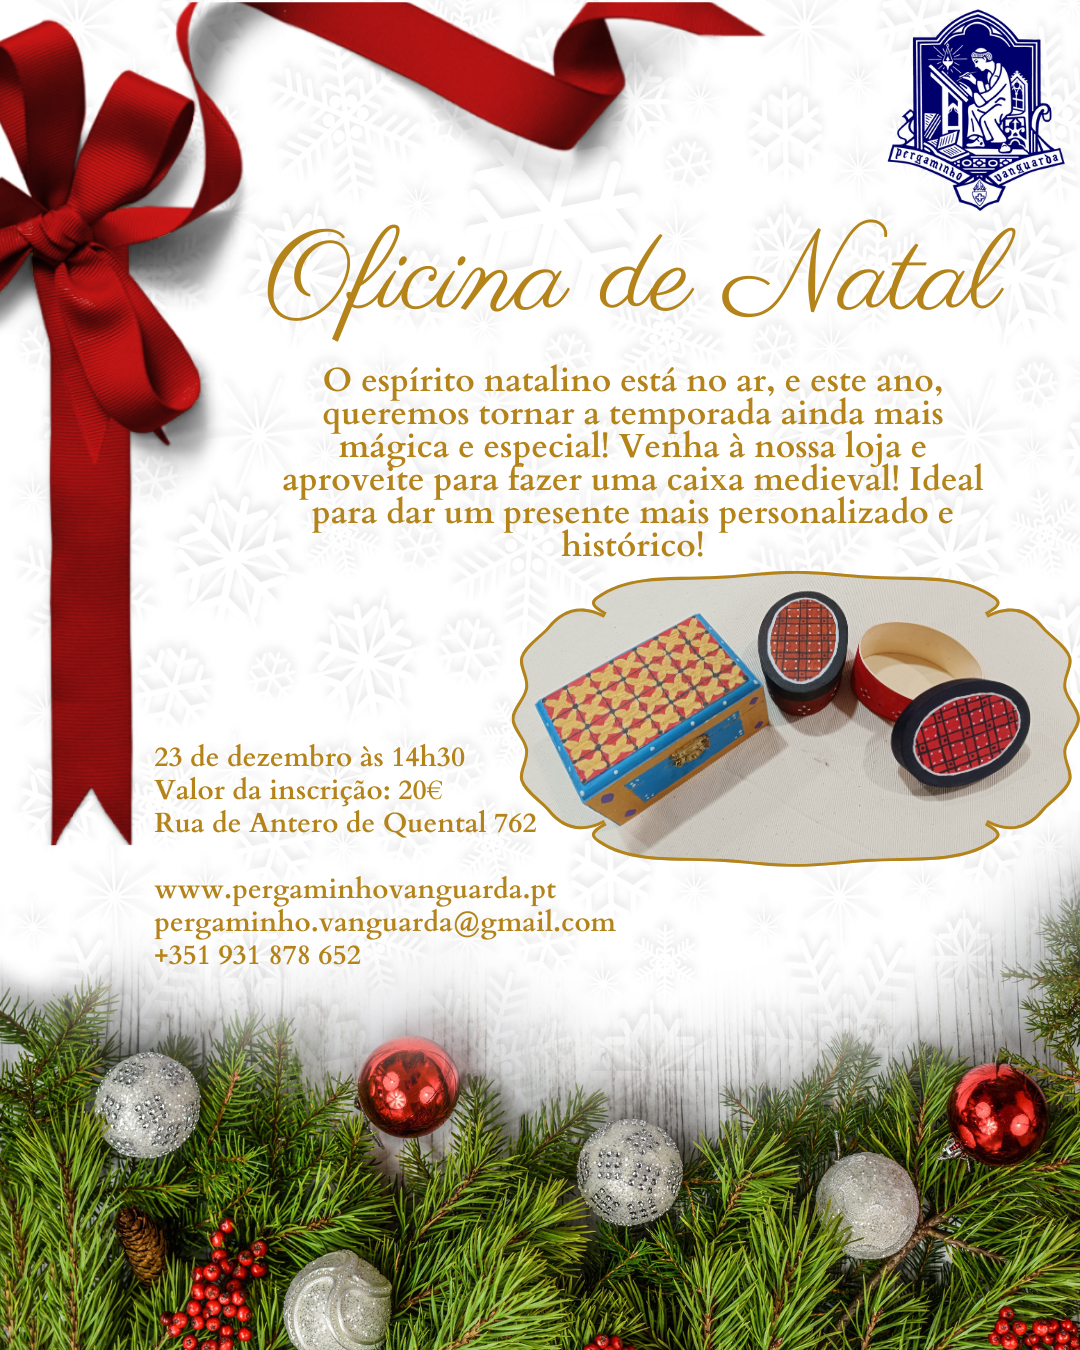 pergaminho vanguarda
Oficina de Natal
O espírito natalino está no ar, e este ano,
queremos tornar a temporada ainda mais
mágica e especial! Venha à nossa loja e
aproveite para fazer uma caixa medieval! Ideal
para dar um presente mais personalizado e
histórico!
23 de dezembro às 14h30
Valor da inscrição: 20€
Rua de Antero de Quental 762
www.pergaminhovanguarda.pt
pergaminho.vanguarda@gmail.com
+351 931 878 652